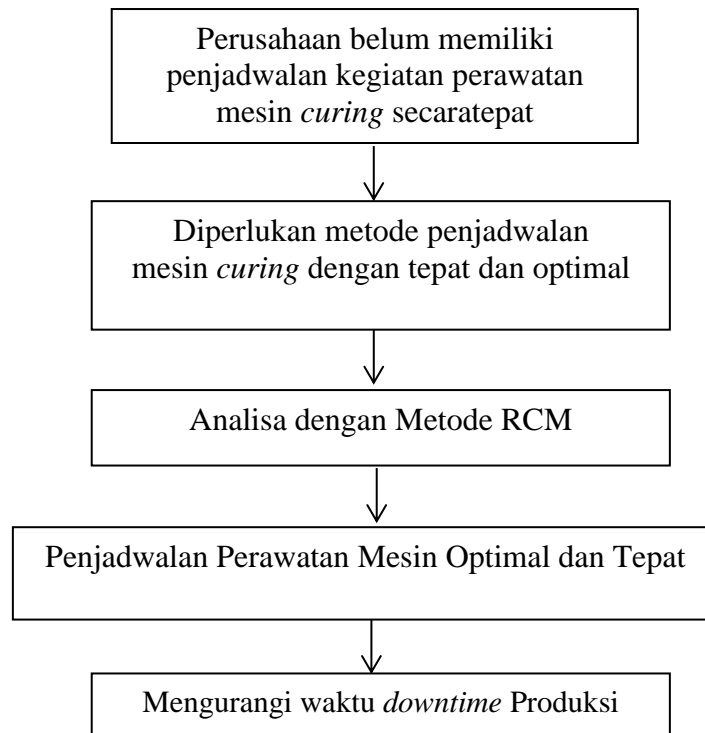 Perusahaan belum memiliki
penjadwalan kegiatan perawatan
mesin curing secaratepat
Diperlukan metode penjadwalan
mesin curing dengan tepat dan optimal
Analisa dengan Metode RCM
Penjadwalan Perawatan Mesin Optimal dan Tepat
Mengurangi waktu downtime Produksi